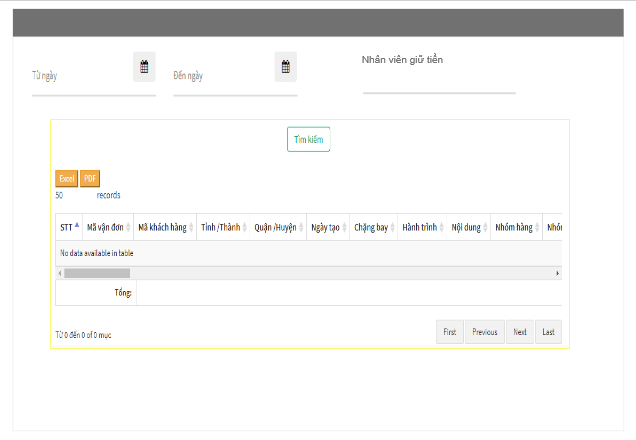 Từ ngày
Đến ngày
Nhân viên giữ tiền
Tìm kiếm
Excel PDF
50 records
STT Mã vận đơn Mã khách hàng Tỉnh /Thành Quận /Huyện Ngày tạo Chặng bay Hành trình Nội dung Nhóm hàng Nhó
No data available in table
Tổng:
Từ 0 đến 0 of 0 mục
First Previous Next Last